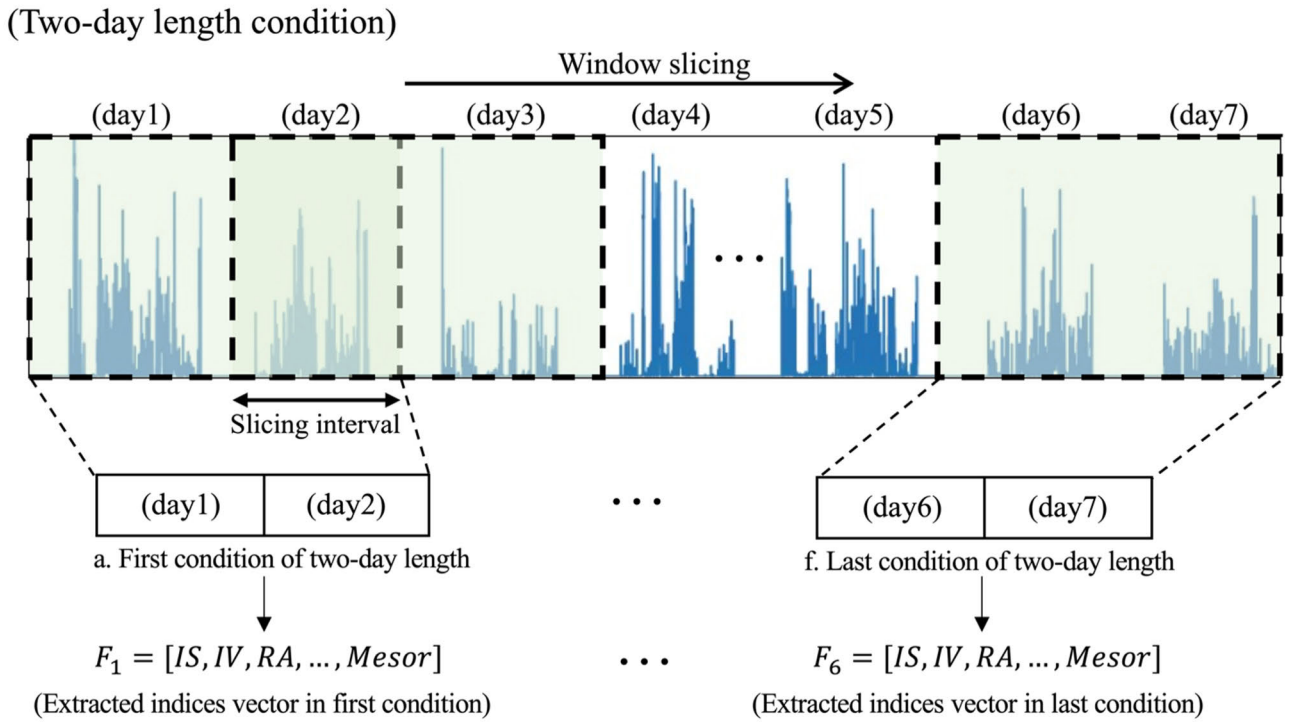 (Two-day length condition)
Window slicing
(day1) (day2) (day3) (day4) (day5) (day6) (day7)
...
Slicing interval
(day1) (day2) ... (day6) (day7)
a. First condition of two-day length f. Last condition of two-day length
F₁ = [IS, IV, RA, ..., Mesor] ... F₆ = [IS, IV, RA, ..., Mesor]
(Extracted indices vector in first condition) (Extracted indices vector in last condition)